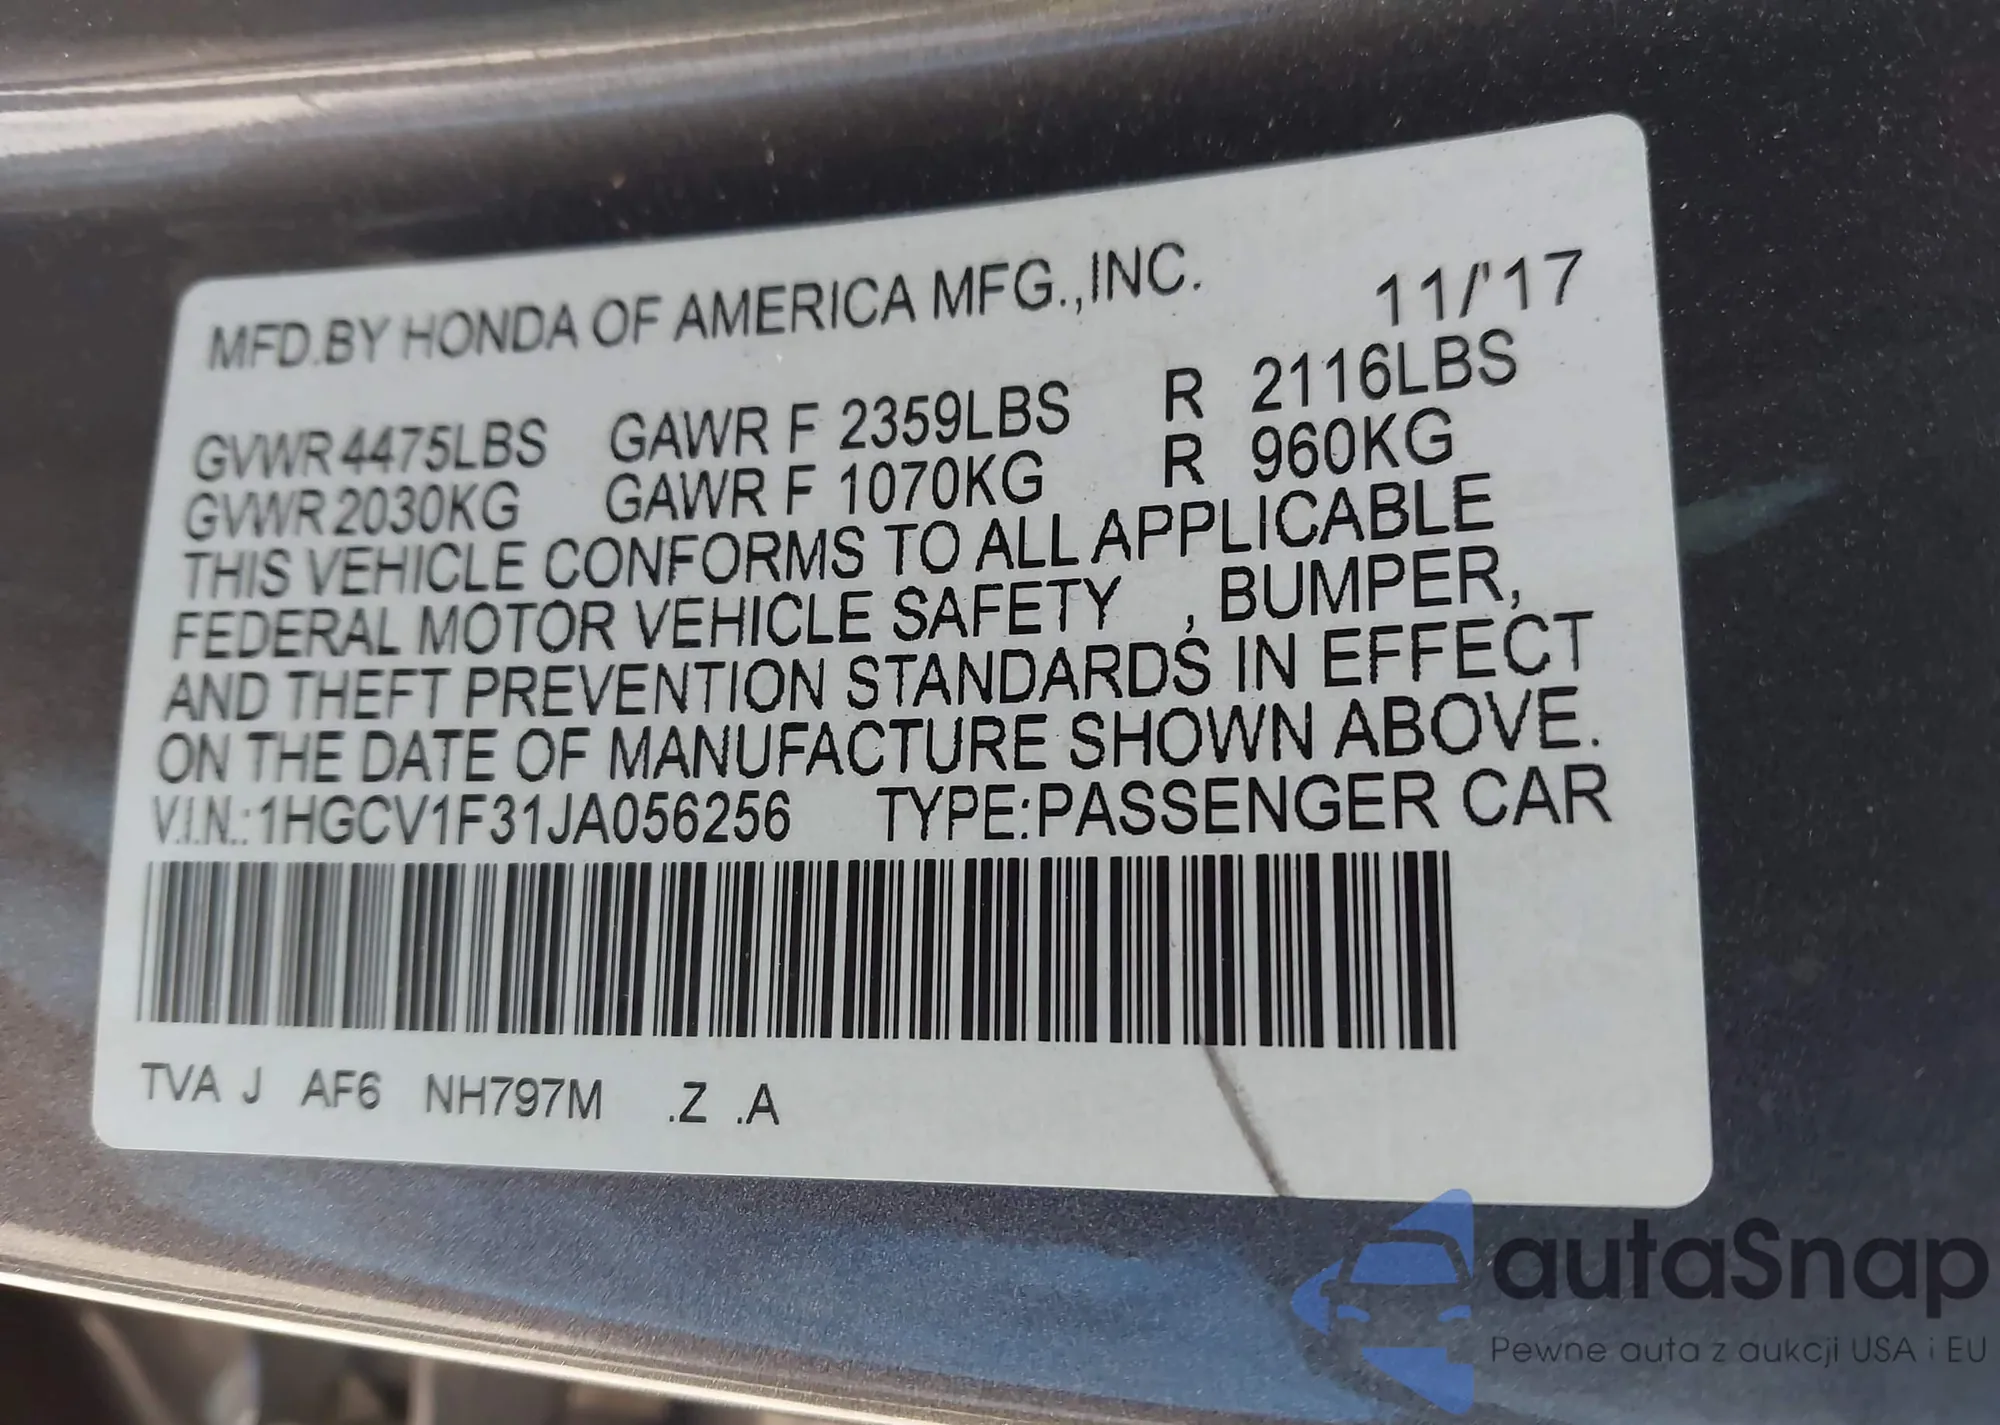 MFD.BY HONDA OF AMERICA MFG.,INC. 11/'17
GVWR 4475LBS GAWR F 2359LBS R 2116LBS
GVWR 2030KG GAWR F 1070KG R 960KG
THIS VEHICLE CONFORMS TO ALL APPLICABLE
FEDERAL MOTOR VEHICLE SAFETY , BUMPER,
AND THEFT PREVENTION STANDARDS IN EFFECT
ON THE DATE OF MANUFACTURE SHOWN ABOVE.
V.I.N.:1HGCV1F31JA056256 TYPE:PASSENGER CAR
TVA J AF6 NH797M .Z .A
autaSnap
Pewne auta z aukcji USA i EU